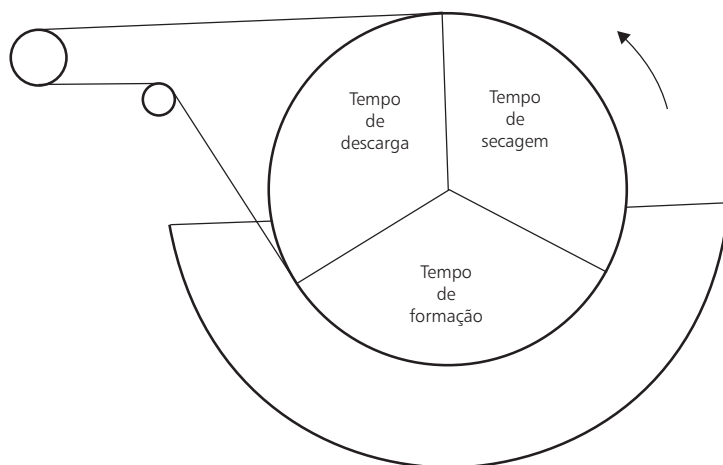 Tempo
de
descarga
Tempo
de
secagem
Tempo
de
formação